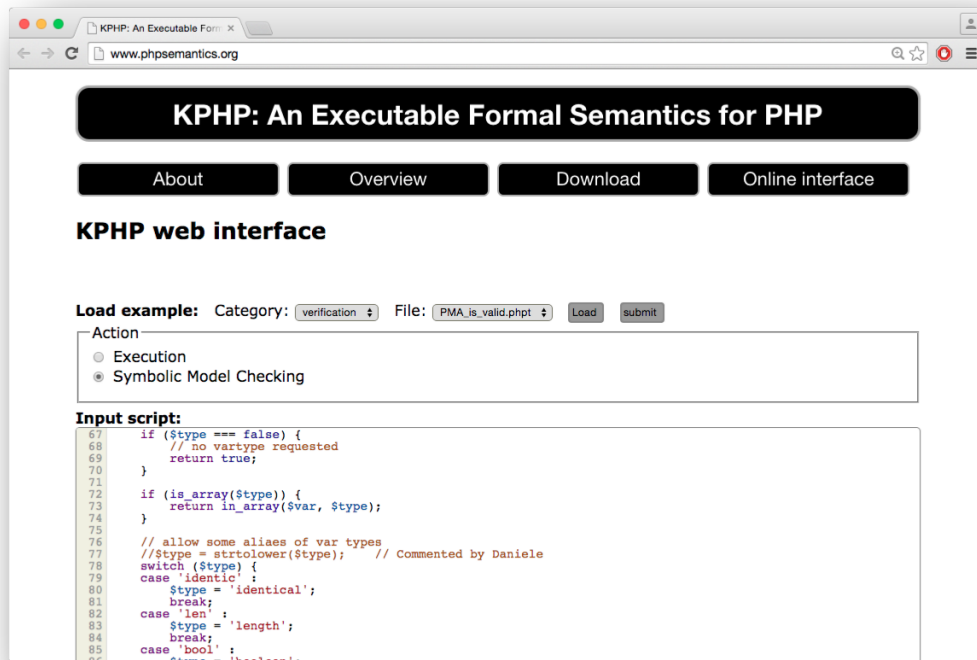 KPHP: An Executable Form
www.phpsemantics.org
KPHP: An Executable Formal Semantics for PHP
About Overview Download Online interface
KPHP web interface
Load example: Category: verification File: PMA_is_valid.phpt Load submit
Action
Execution
Symbolic Model Checking
Input script:
67 if ($type === false) {
68 // no vartype requested
69 return true;
70 }
71
72 if (is_array($type)) {
73 return in_array($var, $type);
74 }
75
76 // allow some aliaes of var types
77 //$type = strtolower($type); // Commented by Daniele
78 switch ($type) {
79 case 'identic' :
80 $type = 'identical';
81 break;
82 case 'len' :
83 $type = 'length';
84 break;
85 case 'bool' :
86 $type = 'boolean';